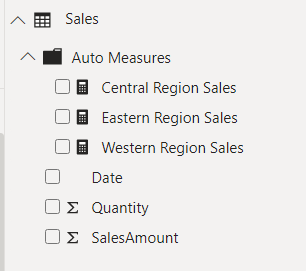 Sales
Auto Measures
Central Region Sales
Eastern Region Sales
Western Region Sales
Date
Σ Quantity
Σ SalesAmount